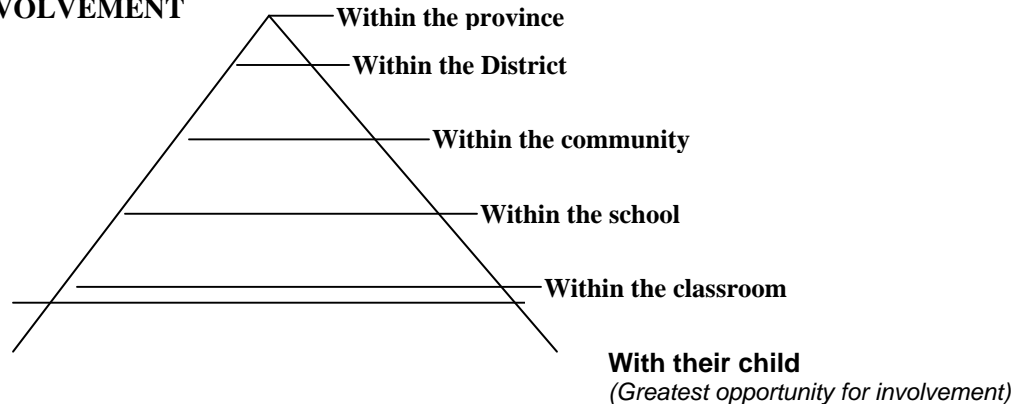 VOLVEMENT
Within the province
Within the District
Within the community
Within the school
Within the classroom
With their child
(Greatest opportunity for involvement)